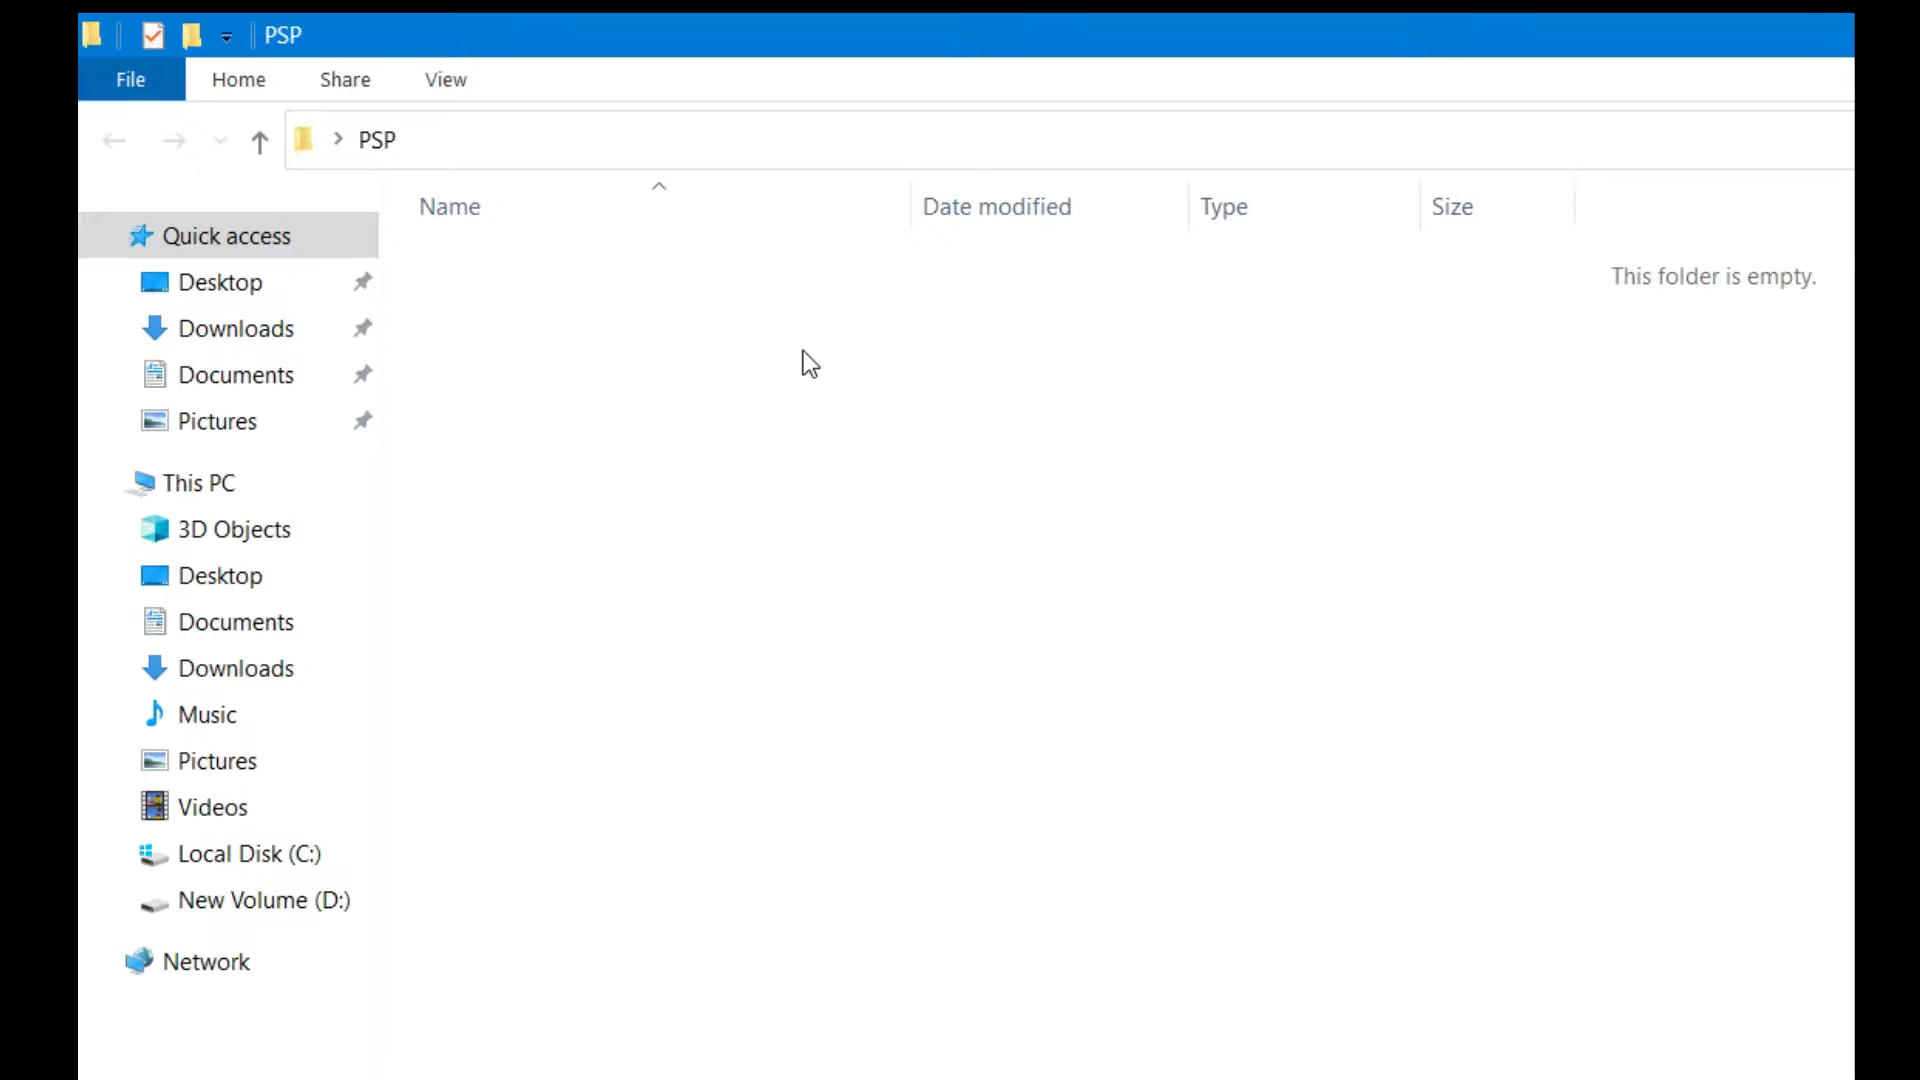 PSP
File Home Share View
PSP
Name Date modified Type Size
This folder is empty.
Quick access
Desktop
Downloads
Documents
Pictures
This PC
3D Objects
Desktop
Documents
Downloads
Music
Pictures
Videos
Local Disk (C:)
New Volume (D:)
Network